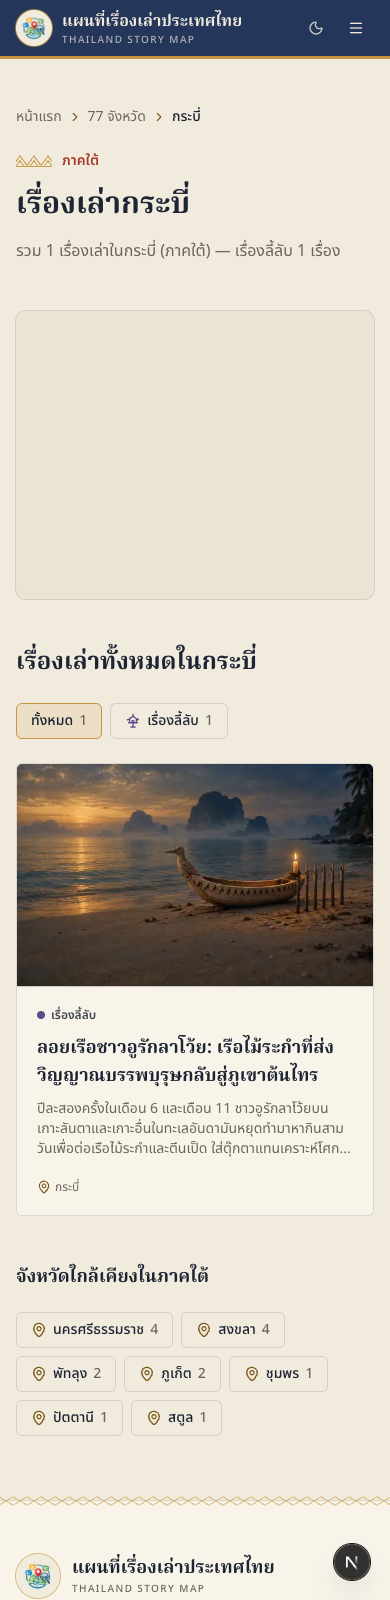 แผนที่เรื่องเล่าประเทศไทย
THAILAND STORY MAP
หน้าแรก > 77 จังหวัด > กระบี่
ภาคใต้
เรื่องเล่ากระบี่
รวม 1 เรื่องเล่าในกระบี่ (ภาคใต้) — เรื่องลี้ลับ 1 เรื่อง
เรื่องเล่าทั้งหมดในกระบี่
ทั้งหมด 1 เรื่องลี้ลับ 1
เรื่องลี้ลับ
ลอยเรือชาวอูรักลาโว้ย: เรือไม้ระกำที่ส่ง
วิญญาณบรรพบุรุษกลับสู่ภูเขาต้นไทร
ปีละสองครั้งในเดือน 6 และเดือน 11 ชาวอูรักลาโว้ยบน
เกาะลันตาและเกาะอื่นในทะเลอันดามันหยุดทำมาหากินสาม
วันเพื่อต่อเรือไม้ระกำและตีนเป็ด ใส่ตุ๊กตาแทนเคราะห์โศก...
กระบี่
จังหวัดใกล้เคียงในภาคใต้
นครศรีธรรมราช 4 สงขลา 4
พัทลุง 2 ภูเก็ต 2 ชุมพร 1
ปัตตานี 1 สตูล 1
แผนที่เรื่องเล่าประเทศไทย
THAILAND STORY MAP
N